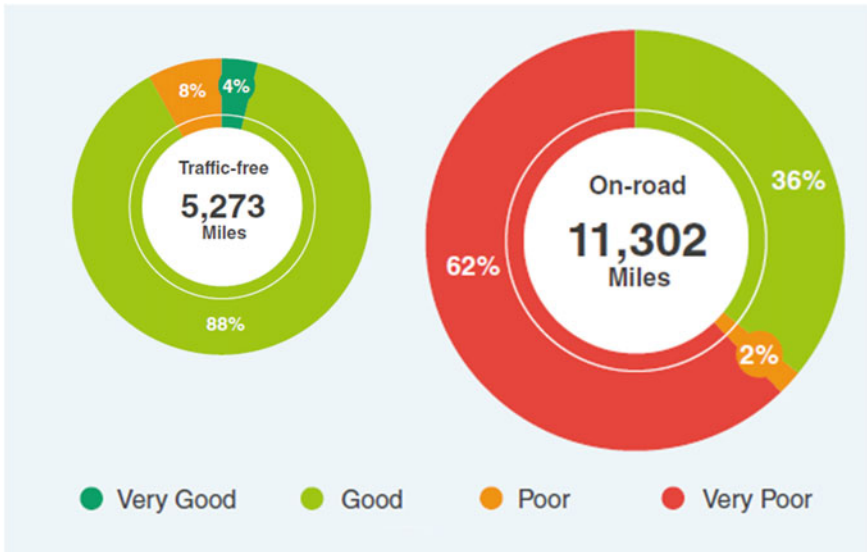 8%
4%
Traffic-free
5,273
Miles
88%
36%
On-road
11,302
Miles
62%
2%
Very Good
Good
Poor
Very Poor